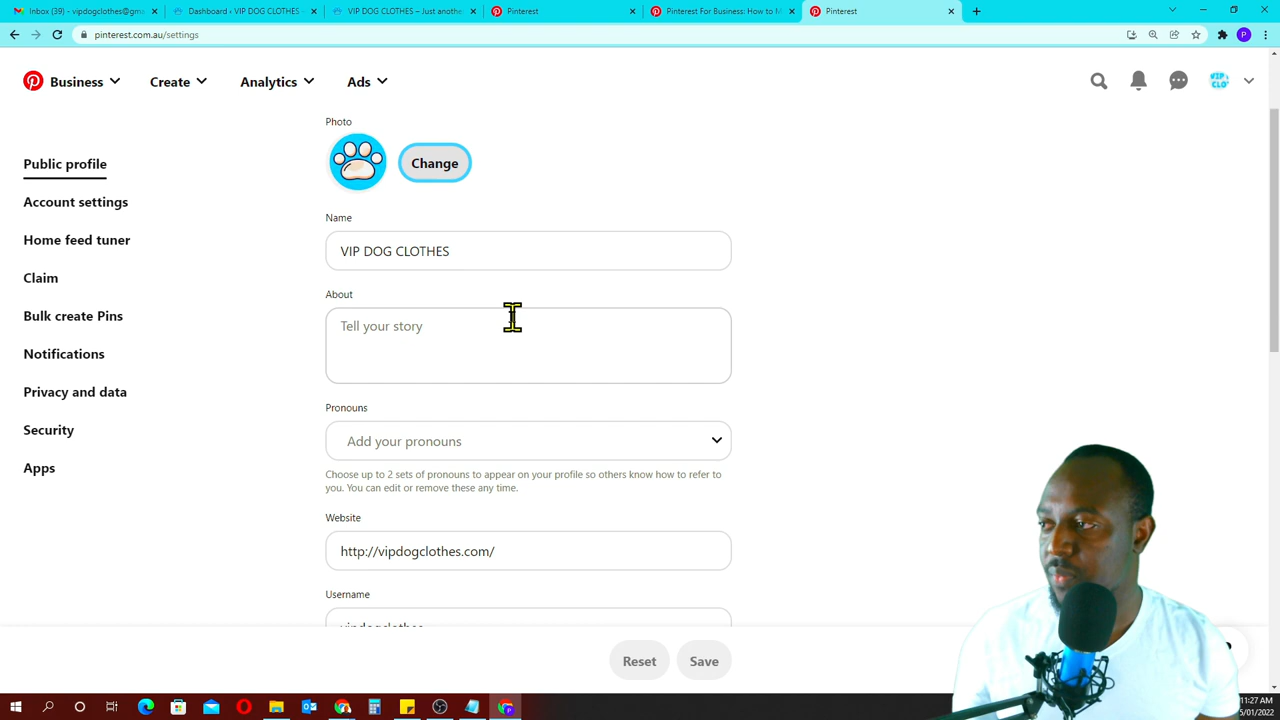 Inbox (39) - vipdogclothes@gma
Dashboard ‹ VIP DOG CLOTHES –
VIP DOG CLOTHES – Just anothe
Pinterest
Pinterest For Business: How to M
Pinterest
pinterest.com.au/settings
P
Business
Create
Analytics
Ads
VIP
CLO
Photo
Change
Public profile
Account settings
Home feed tuner
Claim
Bulk create Pins
Notifications
Privacy and data
Security
Apps
Name
VIP DOG CLOTHES
About
Tell your story
Pronouns
Add your pronouns
Choose up to 2 sets of pronouns to appear on your profile so others know how to refer to
you. You can edit or remove these any time.
Website
http://vipdogclothes.com/
Username
vipdogclothes
Reset
Save
11:27 AM
5/01/2022